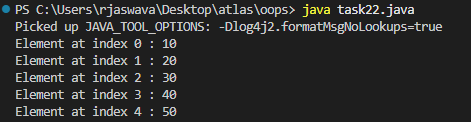 PS C:\Users\rjaswava\Desktop\atlas\oops> java task22.java
Picked up JAVA_TOOL_OPTIONS: -Dlog4j2.formatMsgNoLookups=true
Element at index 0 : 10
Element at index 1 : 20
Element at index 2 : 30
Element at index 3 : 40
Element at index 4 : 50